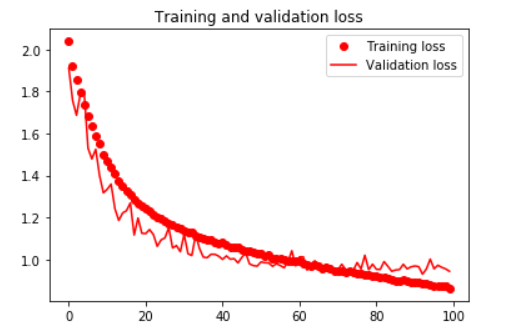 Training and validation loss
Training loss
Validation loss
2.0
1.8
1.6
1.4
1.2
1.0
0 20 40 60 80 100